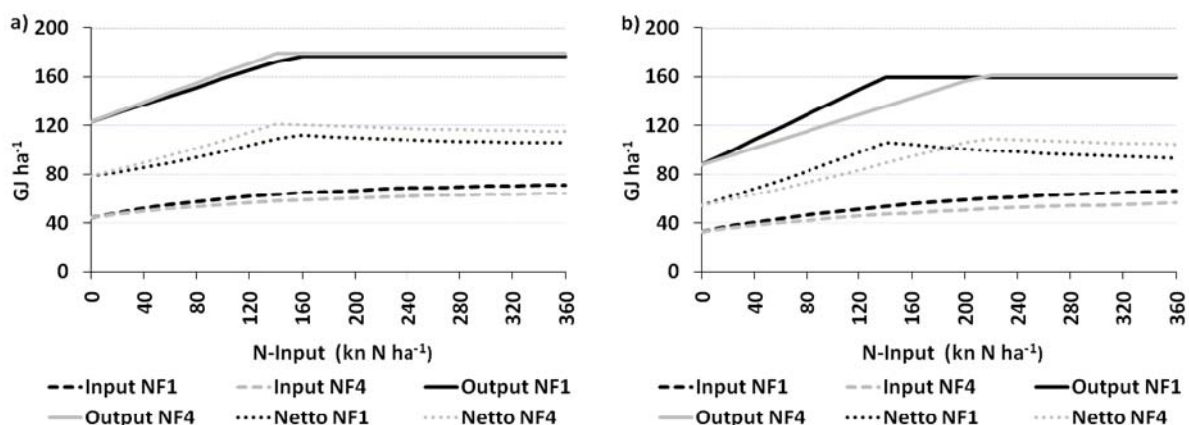 a)
200
160
120
80
40
0
GJ ha-1
0 40 80 120 160 200 240 280 320 360
N-Input (kn N ha-1)
Input NF1 Input NF4 Output NF1
Output NF4 Netto NF1 Netto NF4
b)
200
160
120
80
40
0
GJ ha-1
0 40 80 120 160 200 240 280 320 360
N-Input (kn N ha-1)
Input NF1 Input NF4 Output NF1
Output NF4 Netto NF1 Netto NF4